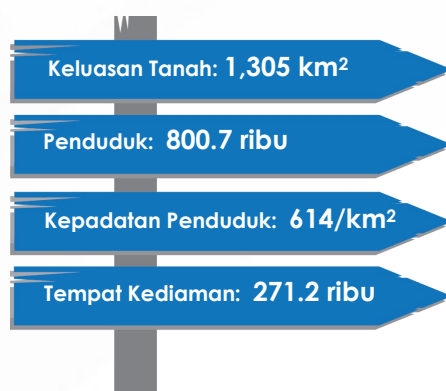 Keluasan Tanah: 1,305 km²
Penduduk: 800.7 ribu
Kepadatan Penduduk: 614/km²
Tempat Kediaman: 271.2 ribu